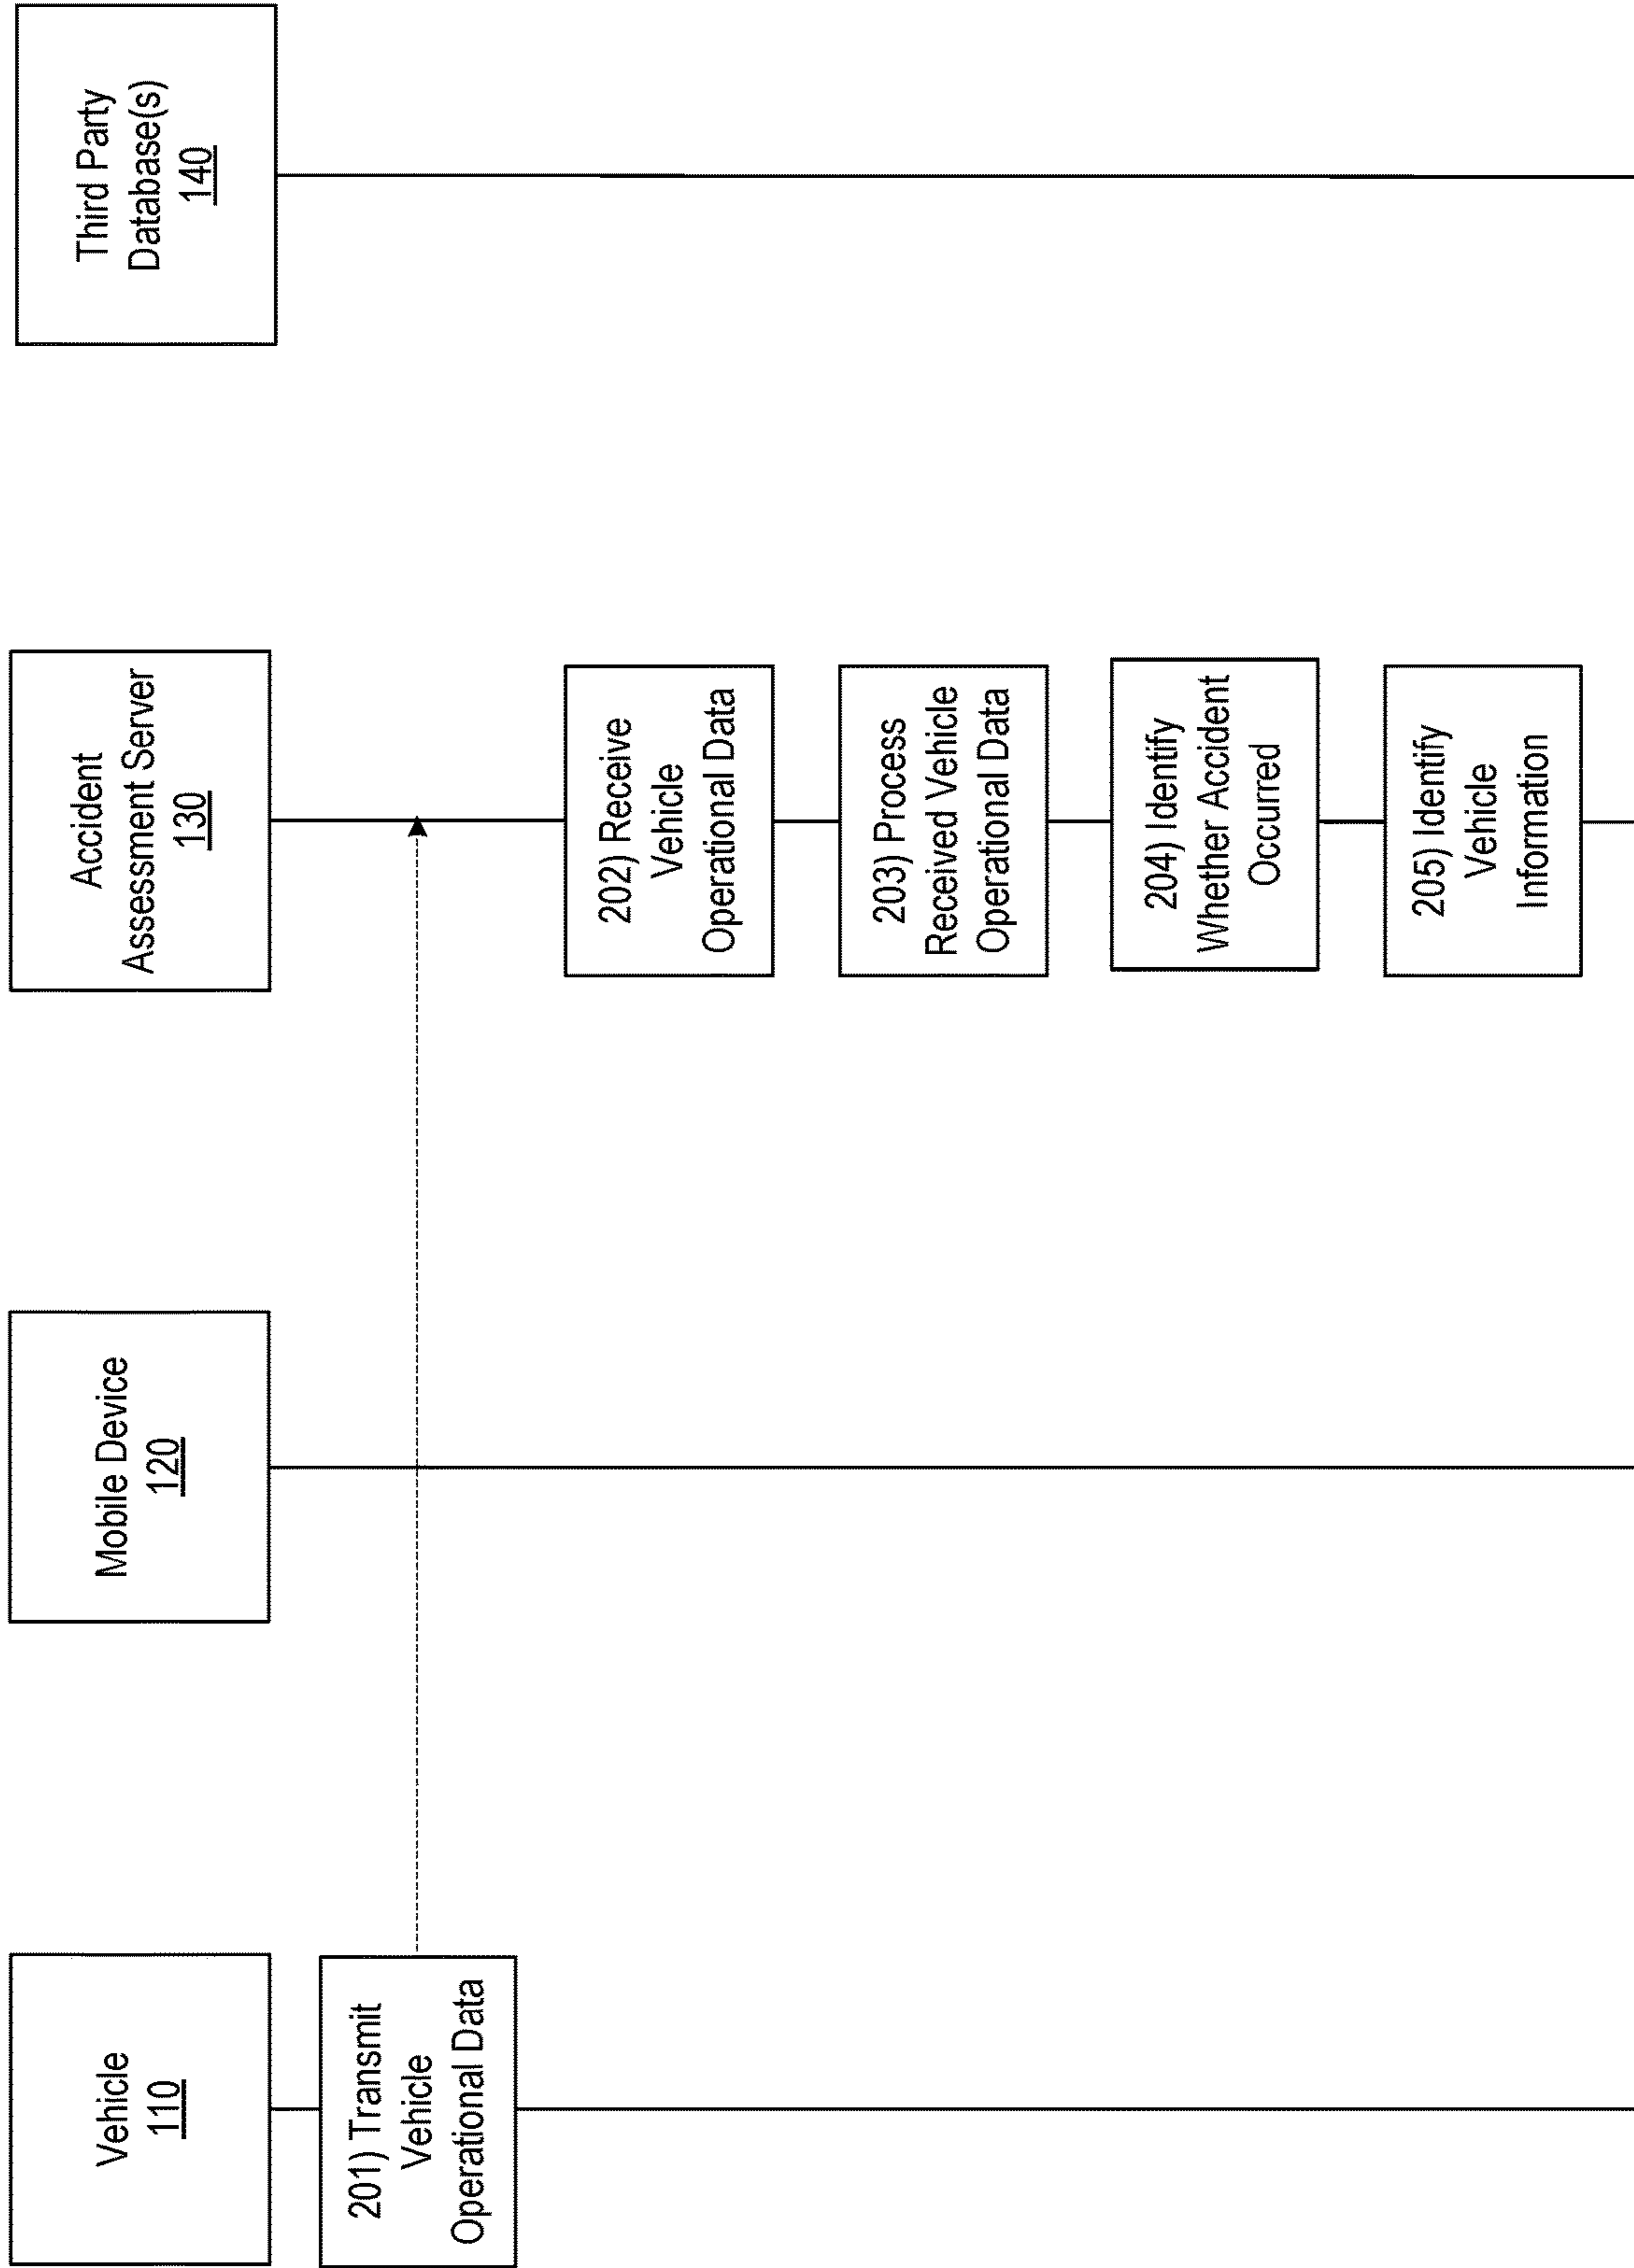 Vehicle
110
Mobile Device
120
Accident
Assessment Server
130
Third Party
Database(s)
140
201) Transmit
Vehicle
Operational Data
202) Receive
Vehicle
Operational Data
203) Process
Received Vehicle
Operational Data
204) Identify
Whether Accident
Occurred
205) Identify
Vehicle
Information